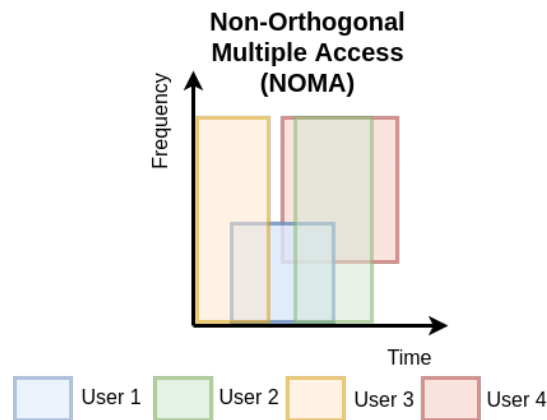 Non-Orthogonal
Multiple Access
(NOMA)
Frequency
Time
User 1
User 2
User 3
User 4